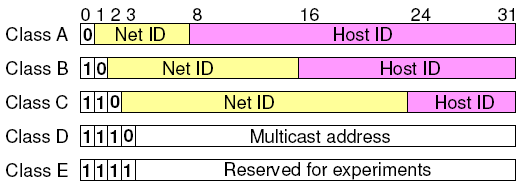 0 1 2 3 8 16 24 31
Class A 0 Net ID Host ID
Class B 1 0 Net ID Host ID
Class C 1 1 0 Net ID Host ID
Class D 1 1 1 0 Multicast address
Class E 1 1 1 1 Reserved for experiments